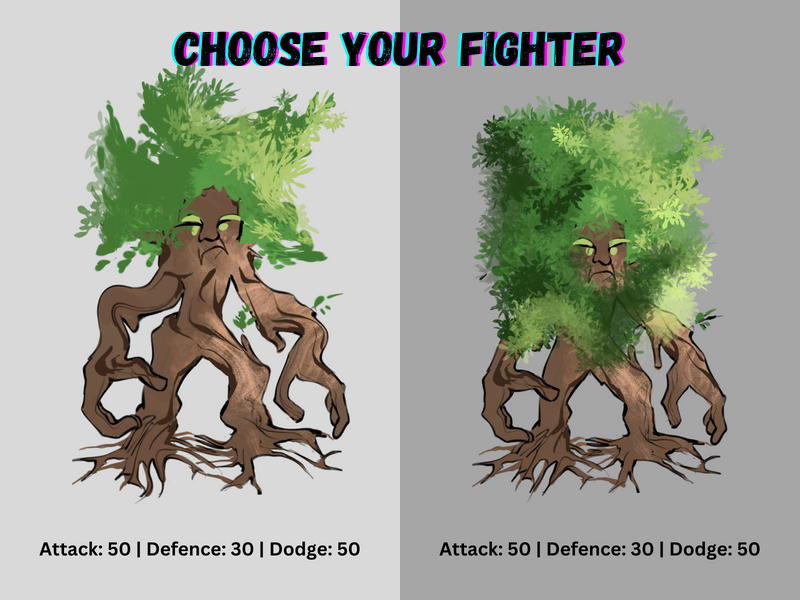 CHOOSE YOUR FIGHTER
Attack: 50 | Defence: 30 | Dodge: 50
Attack: 50 | Defence: 30 | Dodge: 50